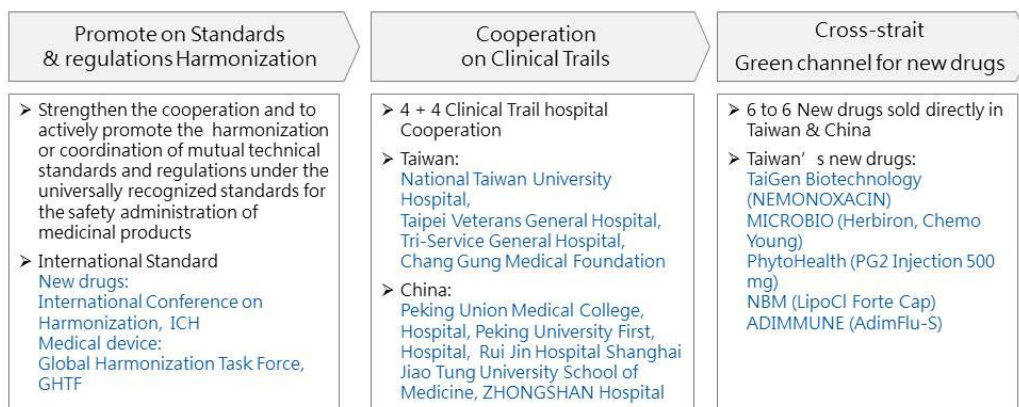 Promote on Standards
& regulations Harmonization
➢ Strengthen the cooperation and to
actively promote the harmonization
or coordination of mutual technical
standards and regulations under the
universally recognized standards for
the safety administration of
medicinal products
➢ International Standard
New drugs:
International Conference on
Harmonization, ICH
Medical device:
Global Harmonization Task Force,
GHTF
Cooperation
on Clinical Trails
➢ 4 + 4 Clinical Trail hospital
Cooperation
➢ Taiwan:
National Taiwan University
Hospital,
Taipei Veterans General Hospital,
Tri-Service General Hospital,
Chang Gung Medical Foundation
➢ China:
Peking Union Medical College,
Hospital, Peking University First,
Hospital, Rui Jin Hospital Shanghai
Jiao Tung University School of
Medicine, ZHONGSHAN Hospital
Cross-strait
Green channel for new drugs
➢ 6 to 6 New drugs sold directly in
Taiwan & China
➢ Taiwan’s new drugs:
TaiGen Biotechnology
(NEMONOXACIN)
MICROBIO (Herbiron, Chemo
Young)
PhytoHealth (PG2 Injection 500
mg)
NBM (LipoCl Forte Cap)
ADIMMUNE (AdimFlu-S)